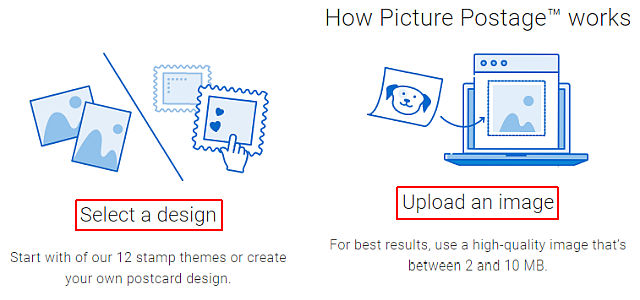 How Picture Postage™ works
Select a design
Start with of our 12 stamp themes or create
your own postcard design.
Upload an image
For best results, use a high-quality image that's
between 2 and 10 MB.